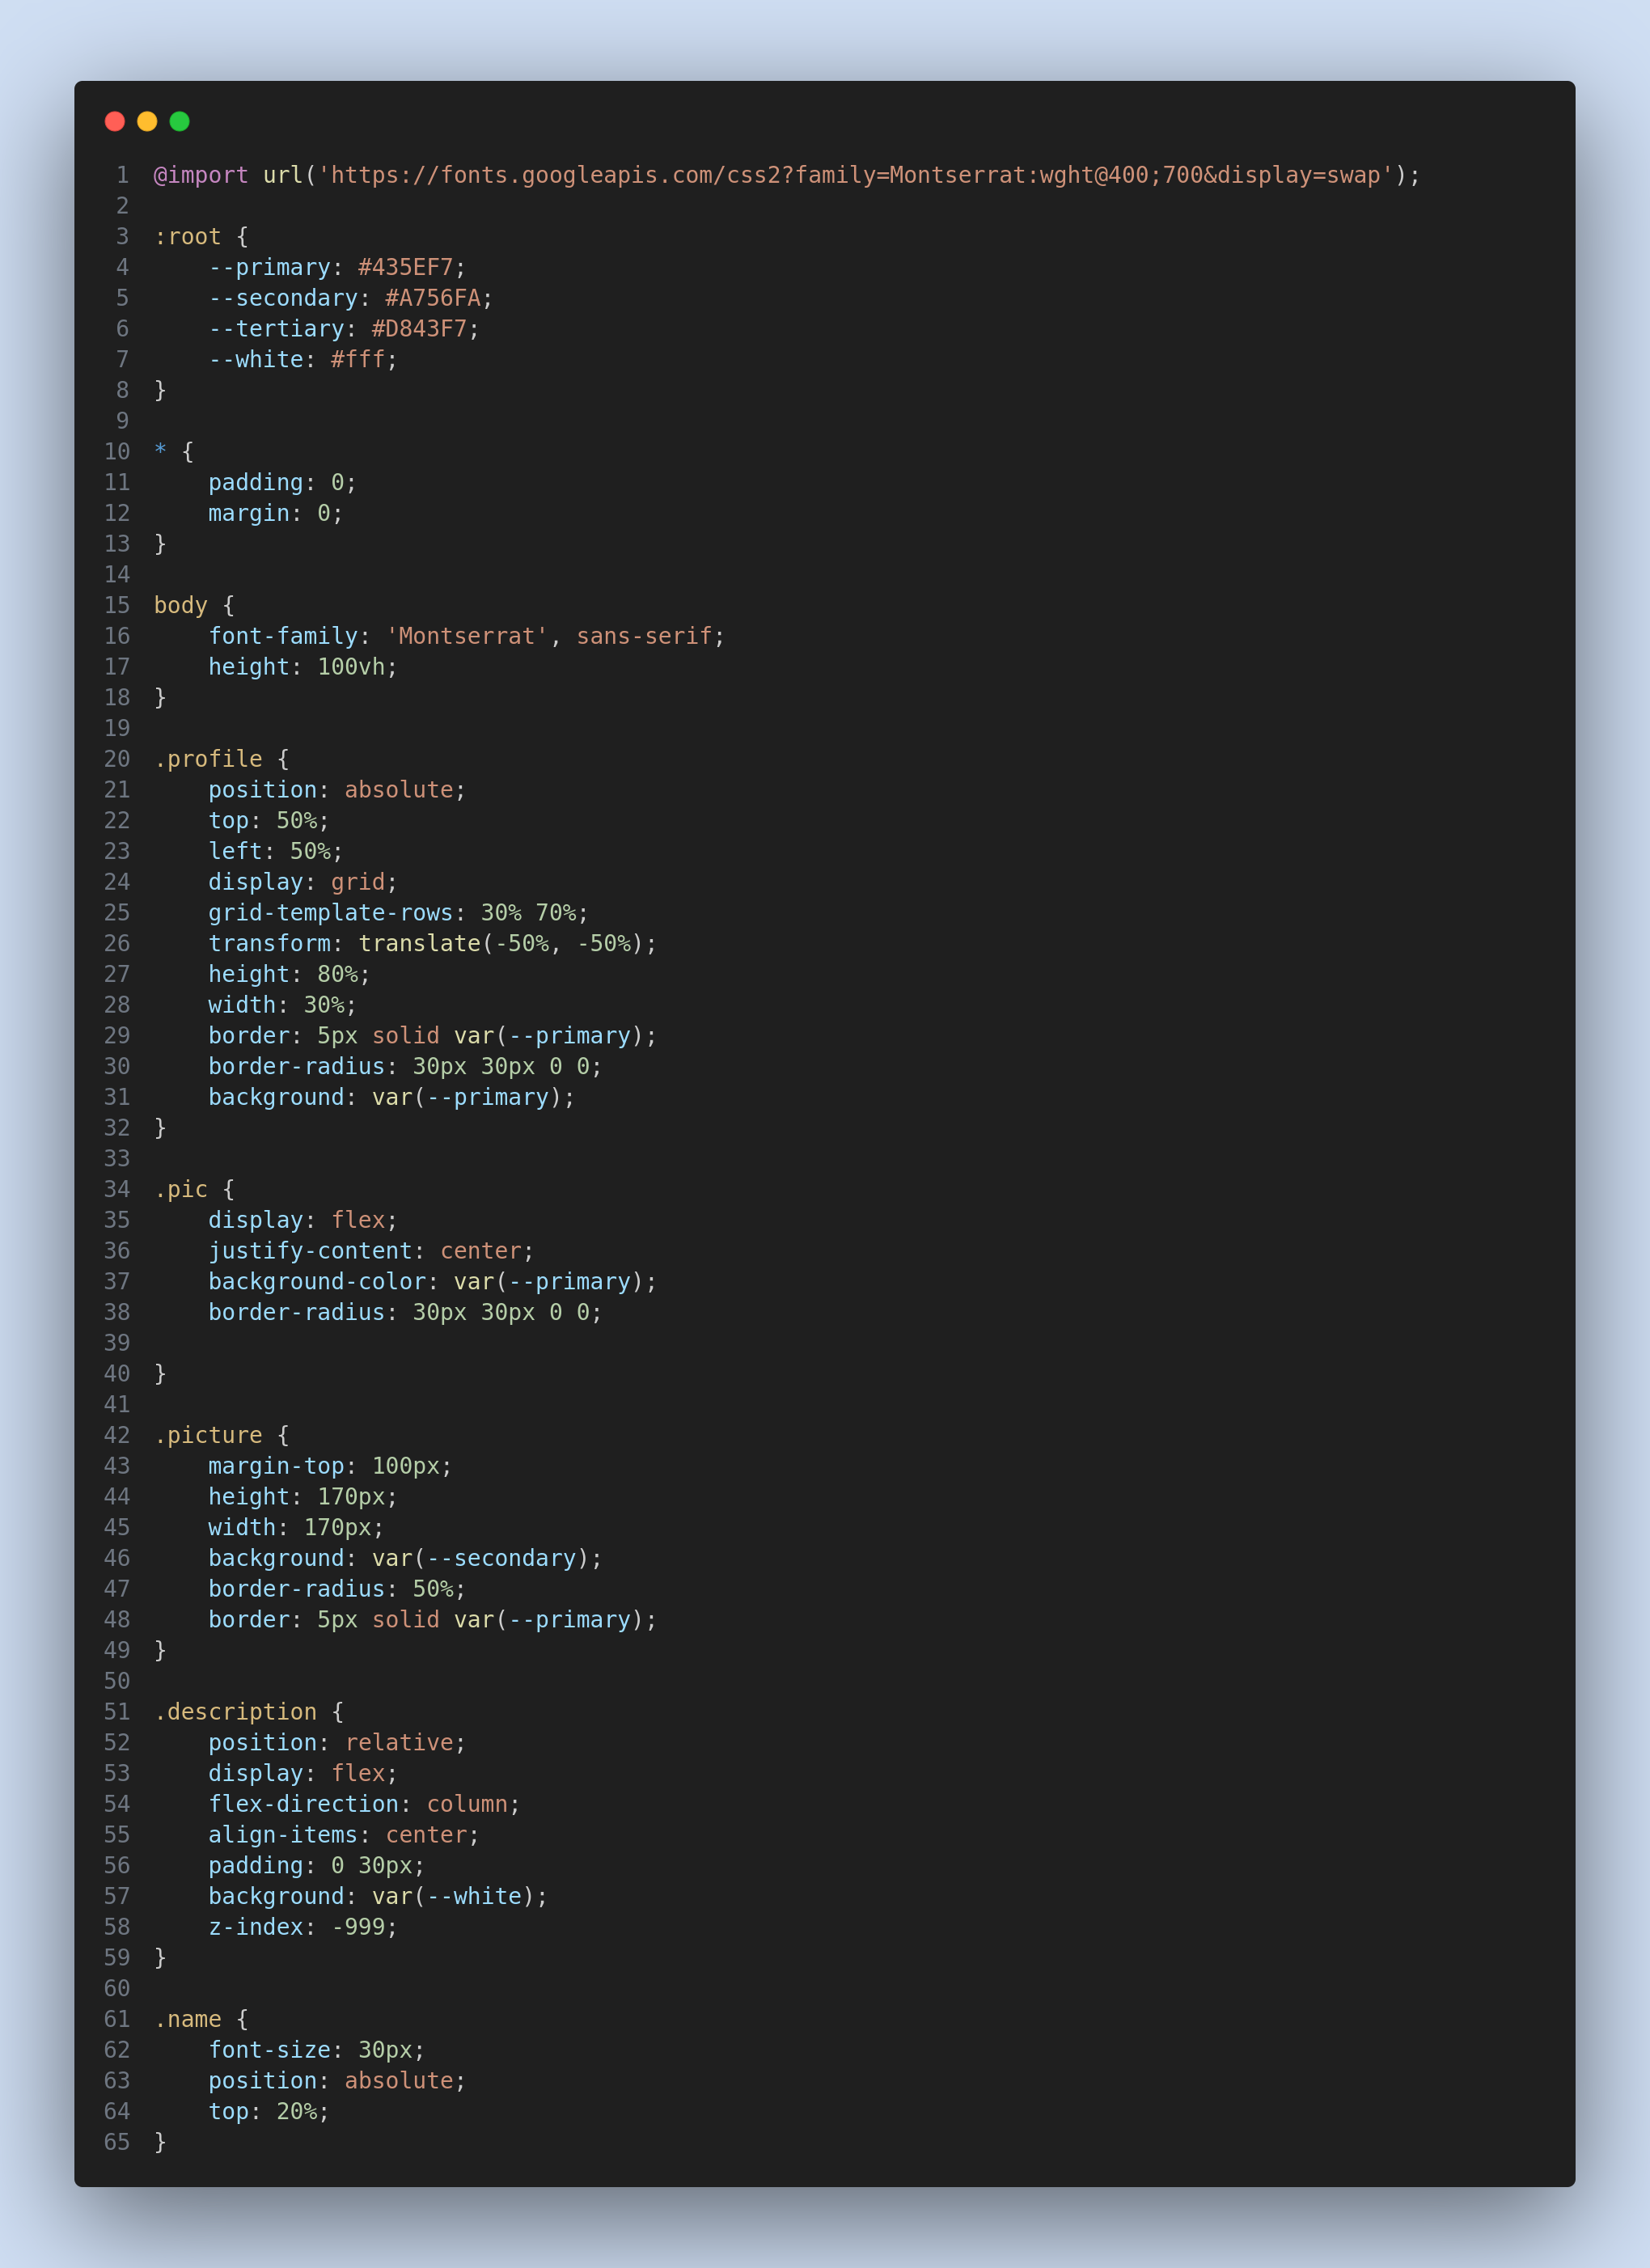 1 @import url('https://fonts.googleapis.com/css2?family=Montserrat:wght@400;700&display=swap');
2
3 :root {
4     --primary: #435EF7;
5     --secondary: #A756FA;
6     --tertiary: #D843F7;
7     --white: #fff;
8 }
9
10 * {
11     padding: 0;
12     margin: 0;
13 }
14
15 body {
16     font-family: 'Montserrat', sans-serif;
17     height: 100vh;
18 }
19
20 .profile {
21     position: absolute;
22     top: 50%;
23     left: 50%;
24     display: grid;
25     grid-template-rows: 30% 70%;
26     transform: translate(-50%, -50%);
27     height: 80%;
28     width: 30%;
29     border: 5px solid var(--primary);
30     border-radius: 30px 30px 0 0;
31     background: var(--primary);
32 }
33
34 .pic {
35     display: flex;
36     justify-content: center;
37     background-color: var(--primary);
38     border-radius: 30px 30px 0 0;
39
40 }
41
42 .picture {
43     margin-top: 100px;
44     height: 170px;
45     width: 170px;
46     background: var(--secondary);
47     border-radius: 50%;
48     border: 5px solid var(--primary);
49 }
50
51 .description {
52     position: relative;
53     display: flex;
54     flex-direction: column;
55     align-items: center;
56     padding: 0 30px;
57     background: var(--white);
58     z-index: -999;
59 }
60
61 .name {
62     font-size: 30px;
63     position: absolute;
64     top: 20%;
65 }